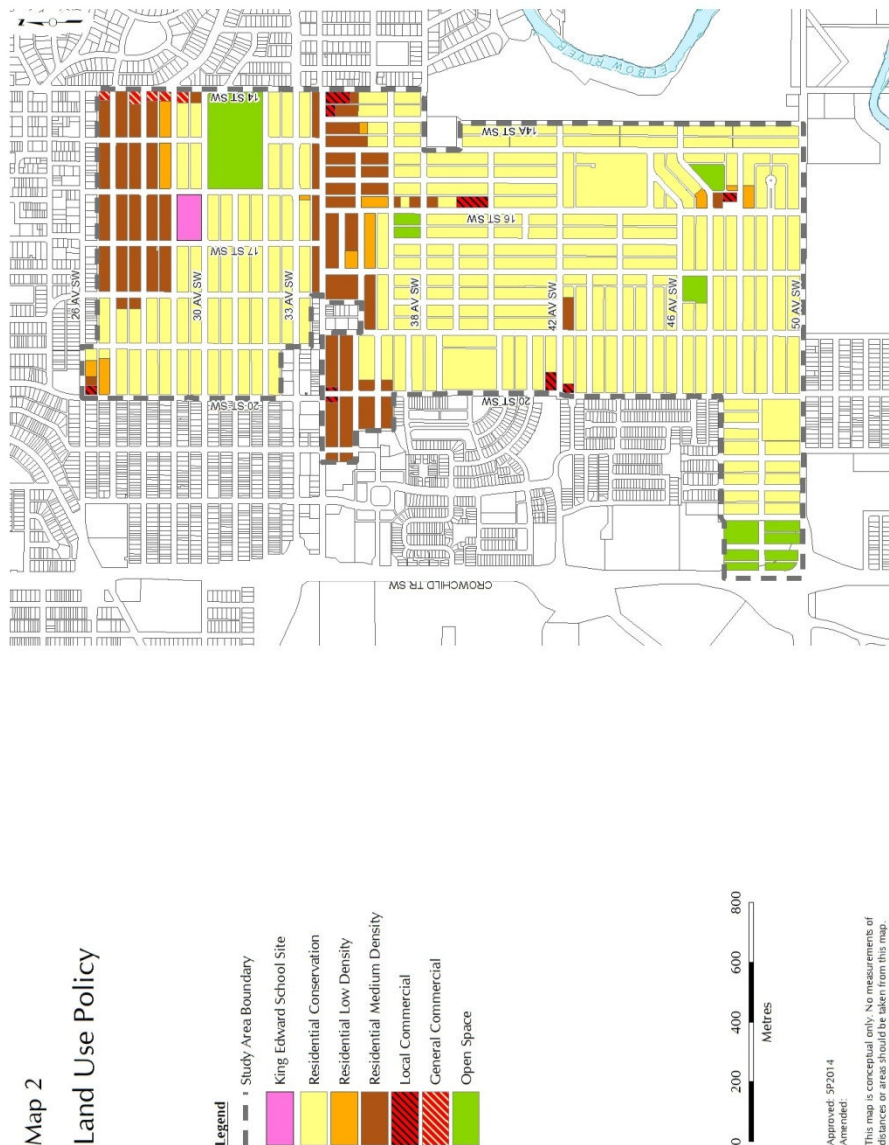 Map 2
Land Use Policy
Legend
Study Area Boundary
King Edward School Site
Residential Conservation
Residential Low Density
Residential Medium Density
Local Commercial
General Commercial
Open Space
0 200 400 600 800
Metres
Approved: 5P2014
Amended:
This map is conceptual only. No measurements of
distances or areas should be taken from this map.
ELBOW RIVER
14 ST SW
14A ST SW
16 ST SW
17 ST SW
20 ST SW
20 ST SW
CROWCHILD TR SW
26 AV SW
30 AV SW
33 AV SW
38 AV SW
42 AV SW
46 AV SW
50 AV SW